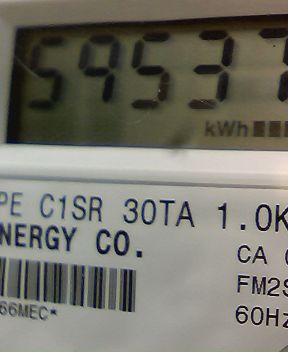 59537
kWh
PE C1SR 30TA 1.0K
NERGY CO.
CA
FM2S
66MEC*
60Hz